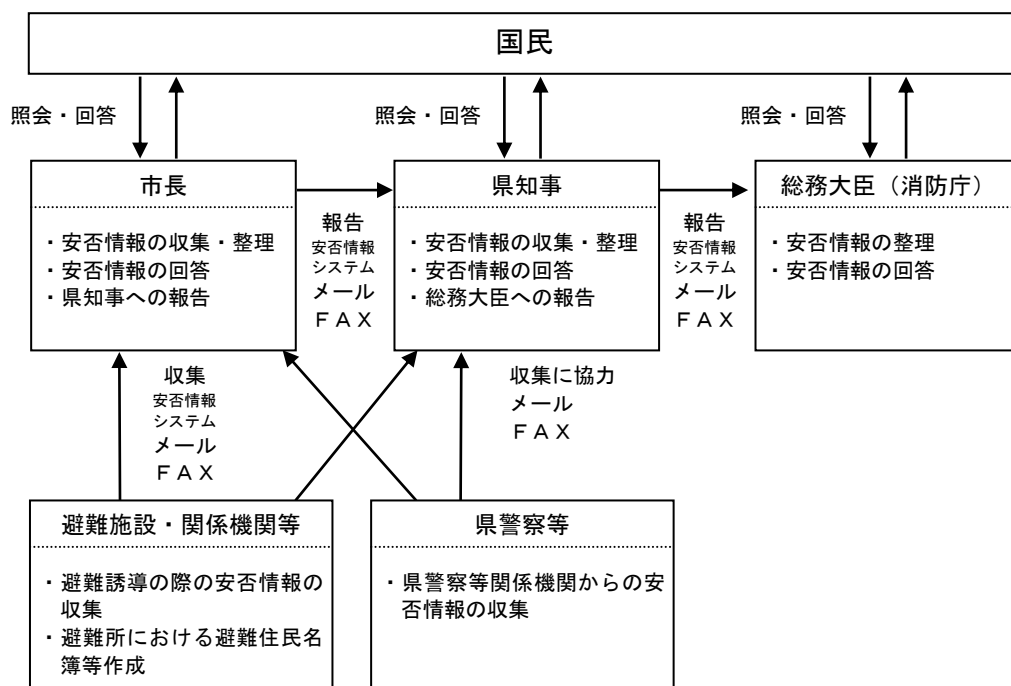 国民
照会・回答
照会・回答
照会・回答
市長
・安否情報の収集・整理
・安否情報の回答
・県知事への報告
報告
安否情報
システム
メール
ＦＡＸ
県知事
・安否情報の収集・整理
・安否情報の回答
・総務大臣への報告
報告
安否情報
システム
メール
ＦＡＸ
総務大臣（消防庁）
・安否情報の整理
・安否情報の回答
収集
安否情報
システム
メール
ＦＡＸ
収集に協力
メール
ＦＡＸ
避難施設・関係機関等
・避難誘導の際の安否情報の
収集
・避難所における避難住民名
簿等作成
県警察等
・県警察等関係機関からの安
否情報の収集